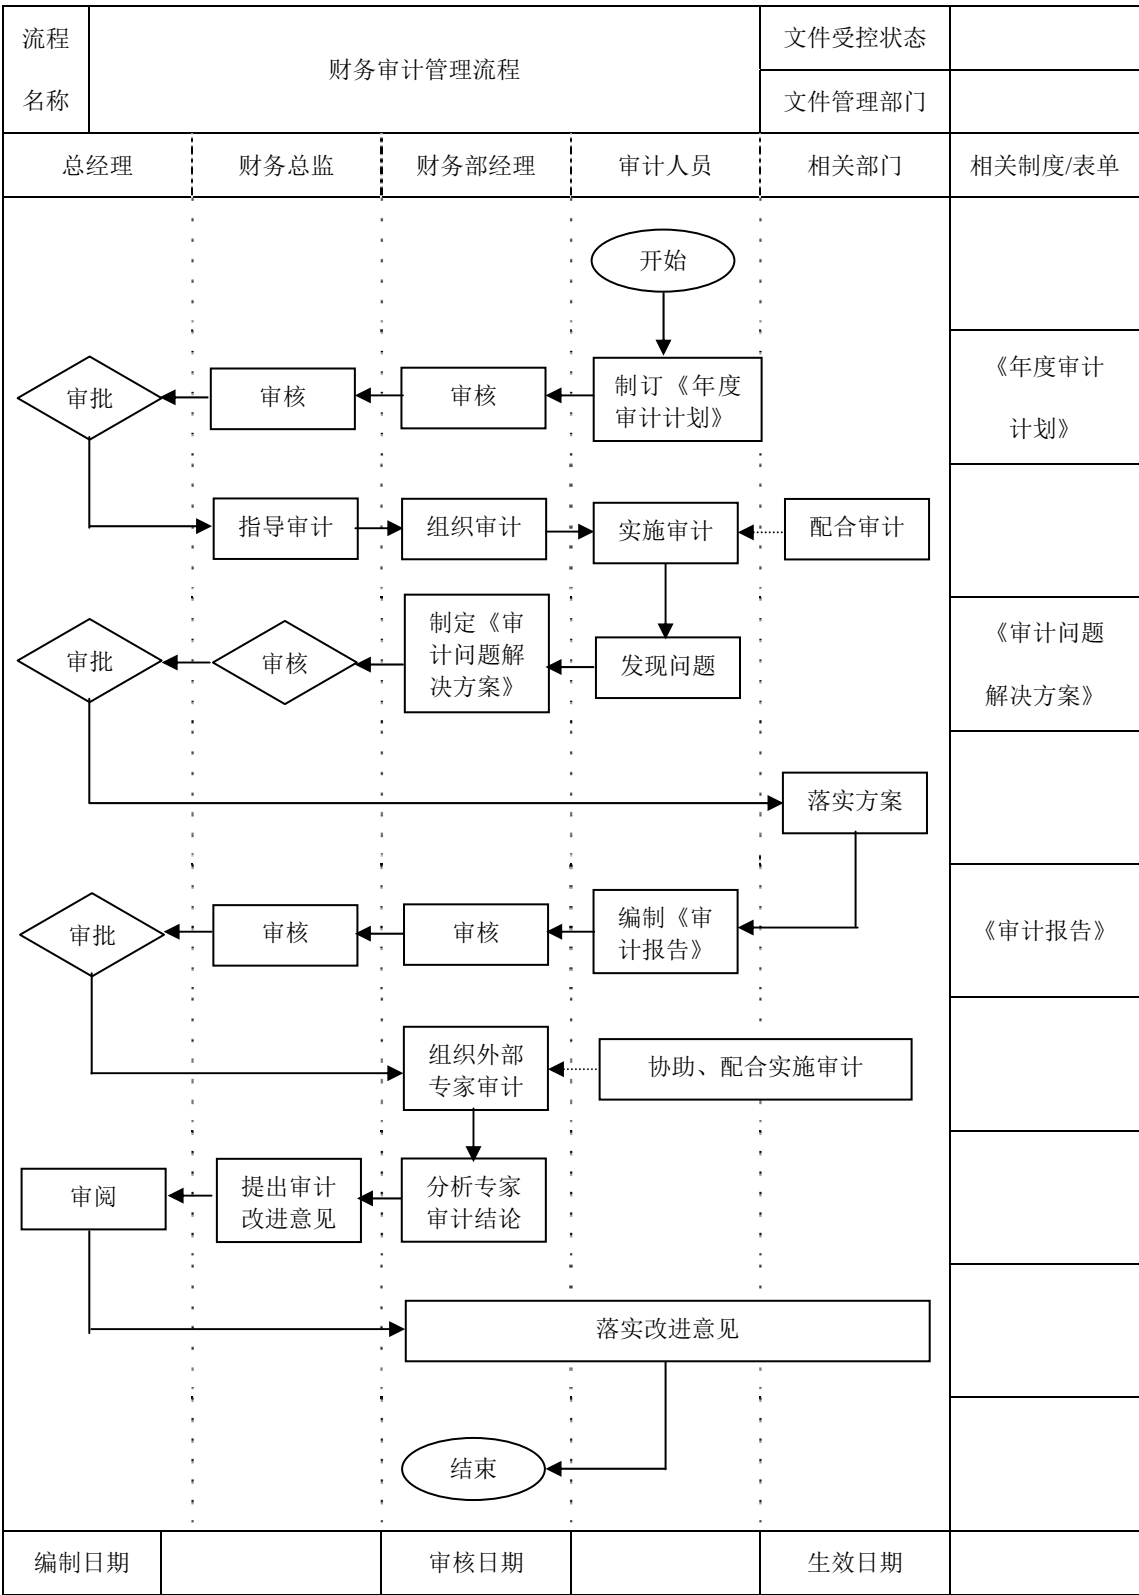 流程
名称
财务审计管理流程
文件受控状态
文件管理部门
总经理
财务总监
财务部经理
审计人员
相关部门
相关制度/表单
开始
审批
审核
审核
制订《年度
审计计划》
《年度审计
计划》
指导审计
组织审计
实施审计
配合审计
审批
审核
制定《审
计问题解
决方案》
发现问题
《审计问题
解决方案》
落实方案
审批
审核
审核
编制《审
计报告》
《审计报告》
组织外部
专家审计
协助、配合实施审计
审阅
提出审计
改进意见
分析专家
审计结论
落实改进意见
结束
编制日期
审核日期
生效日期